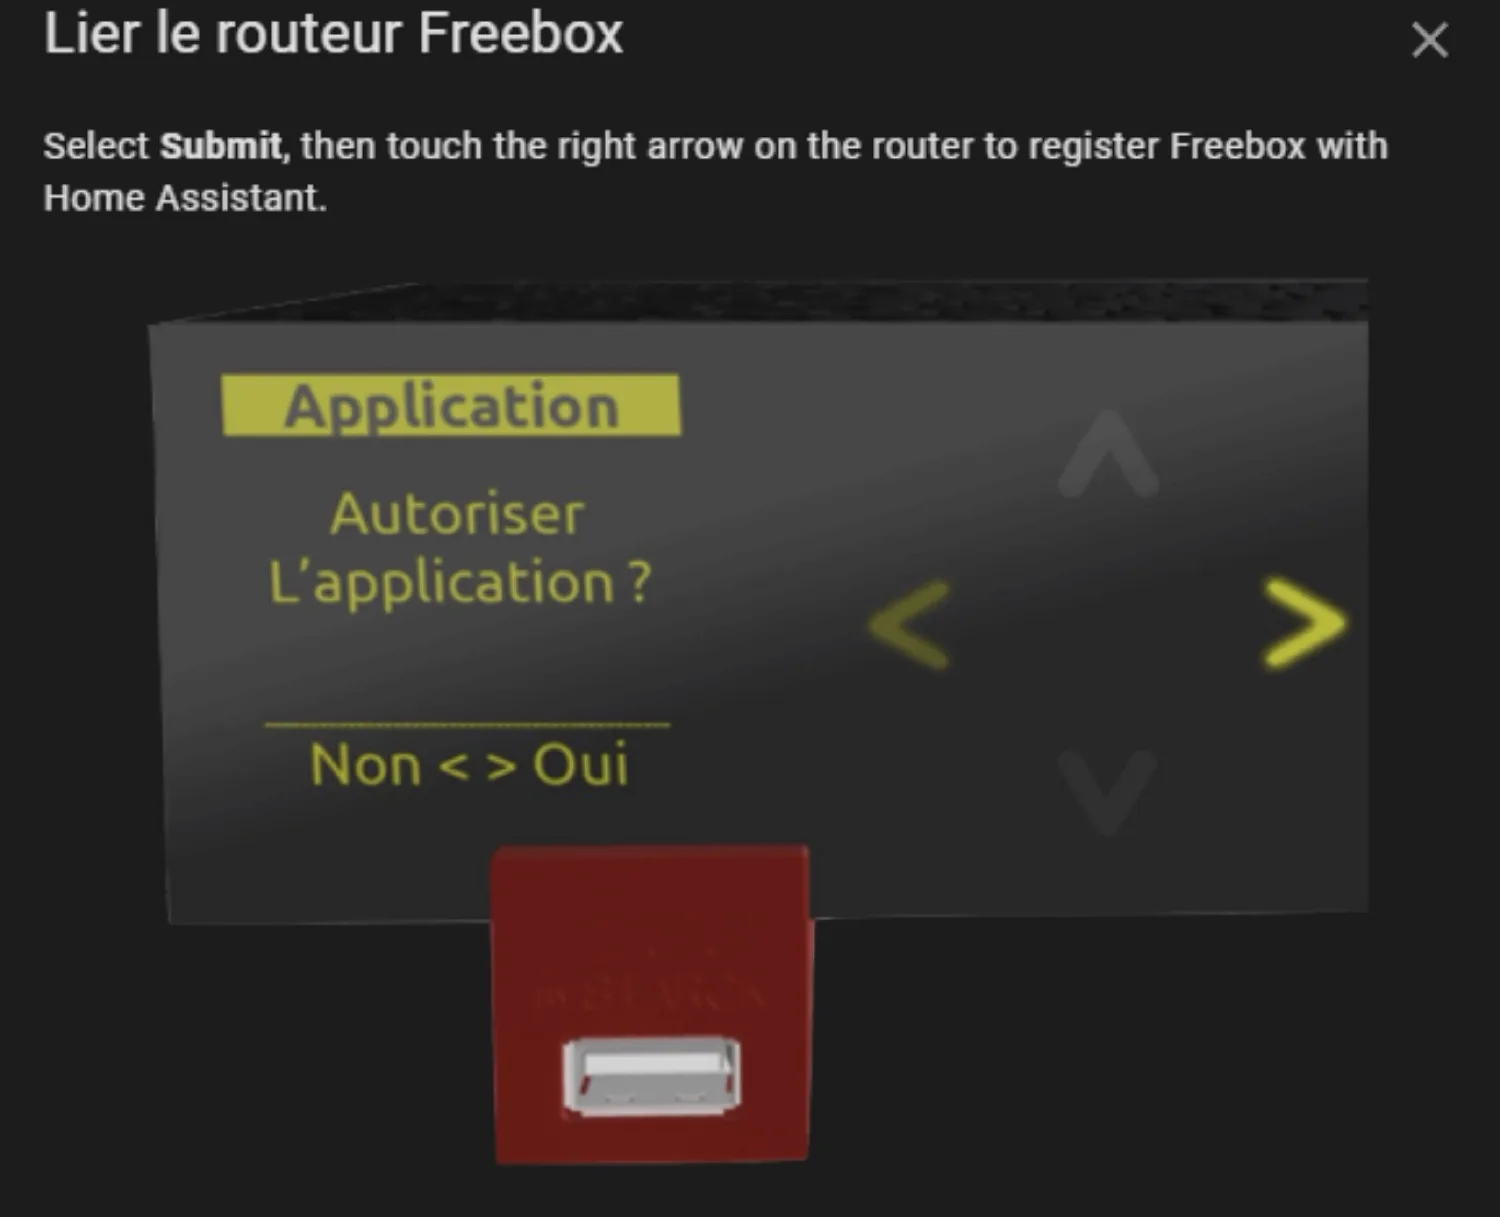 Lier le routeur Freebox
Select Submit, then touch the right arrow on the router to register Freebox with
Home Assistant.
Application
Autoriser
L'application ?
Non < > Oui